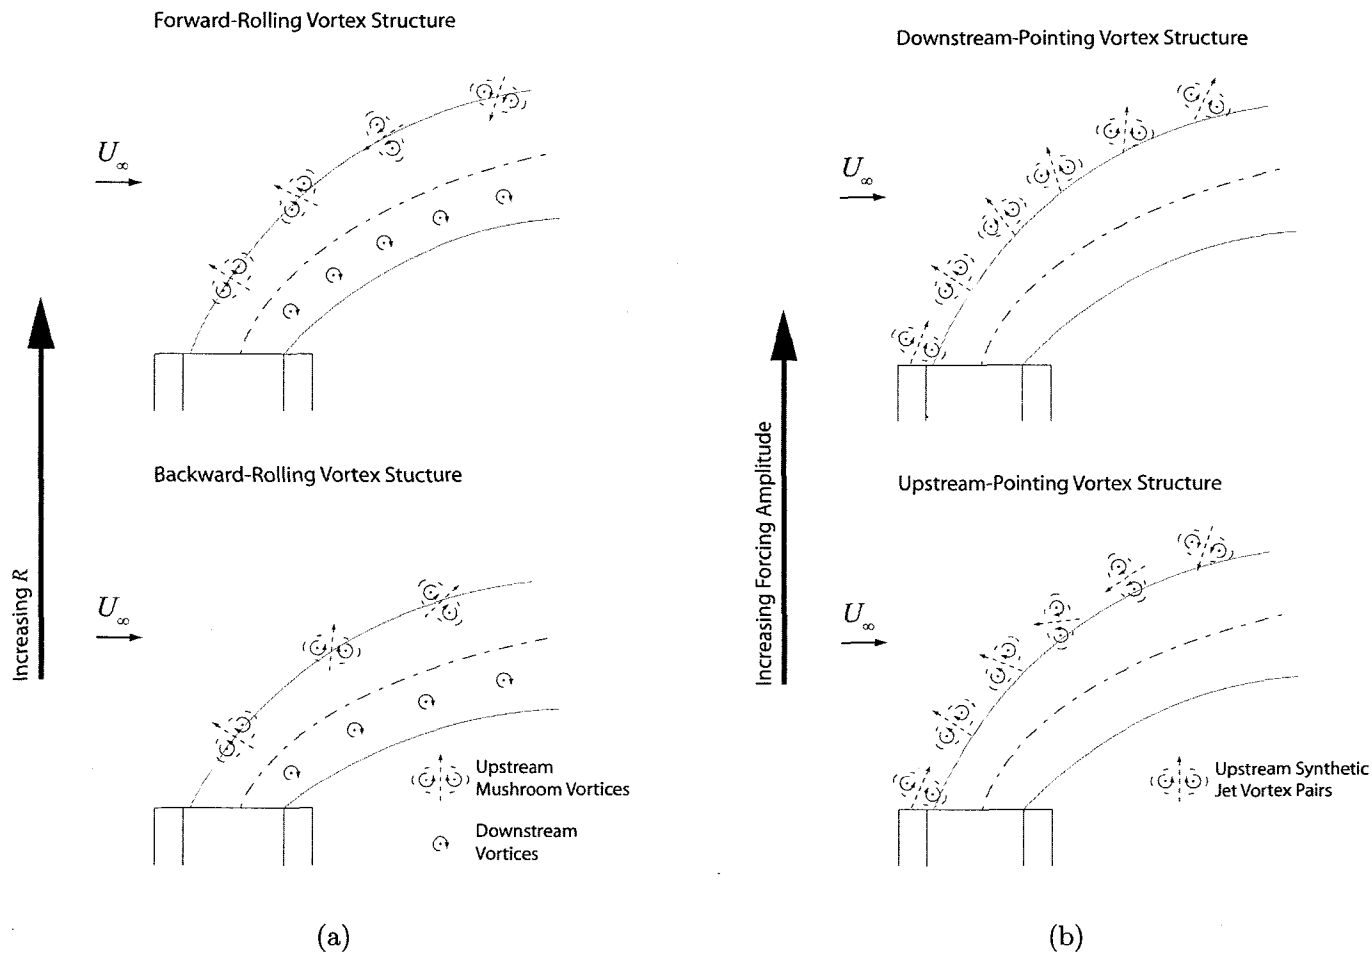 Forward-Rolling Vortex Structure
U∞
Increasing R
Backward-Rolling Vortex Stucture
U∞
Upstream
Mushroom Vortices
Downstream
Vortices
(a)
Downstream-Pointing Vortex Structure
U∞
Increasing Forcing Amplitude
Upstream-Pointing Vortex Structure
U∞
Upstream Synthetic
Jet Vortex Pairs
(b)